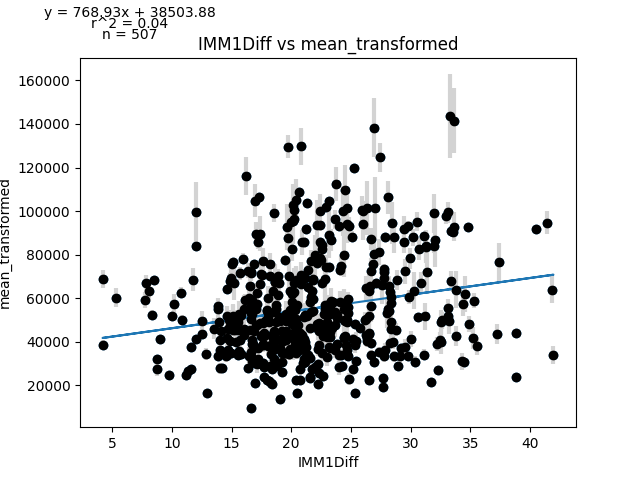 y = 768.93x + 38503.88
r^2 = 0.04
n = 507
IMM1Diff vs mean_transformed
160000
140000
120000
100000
80000
60000
40000
20000
mean_transformed
5 10 15 20 25 30 35 40
IMM1Diff